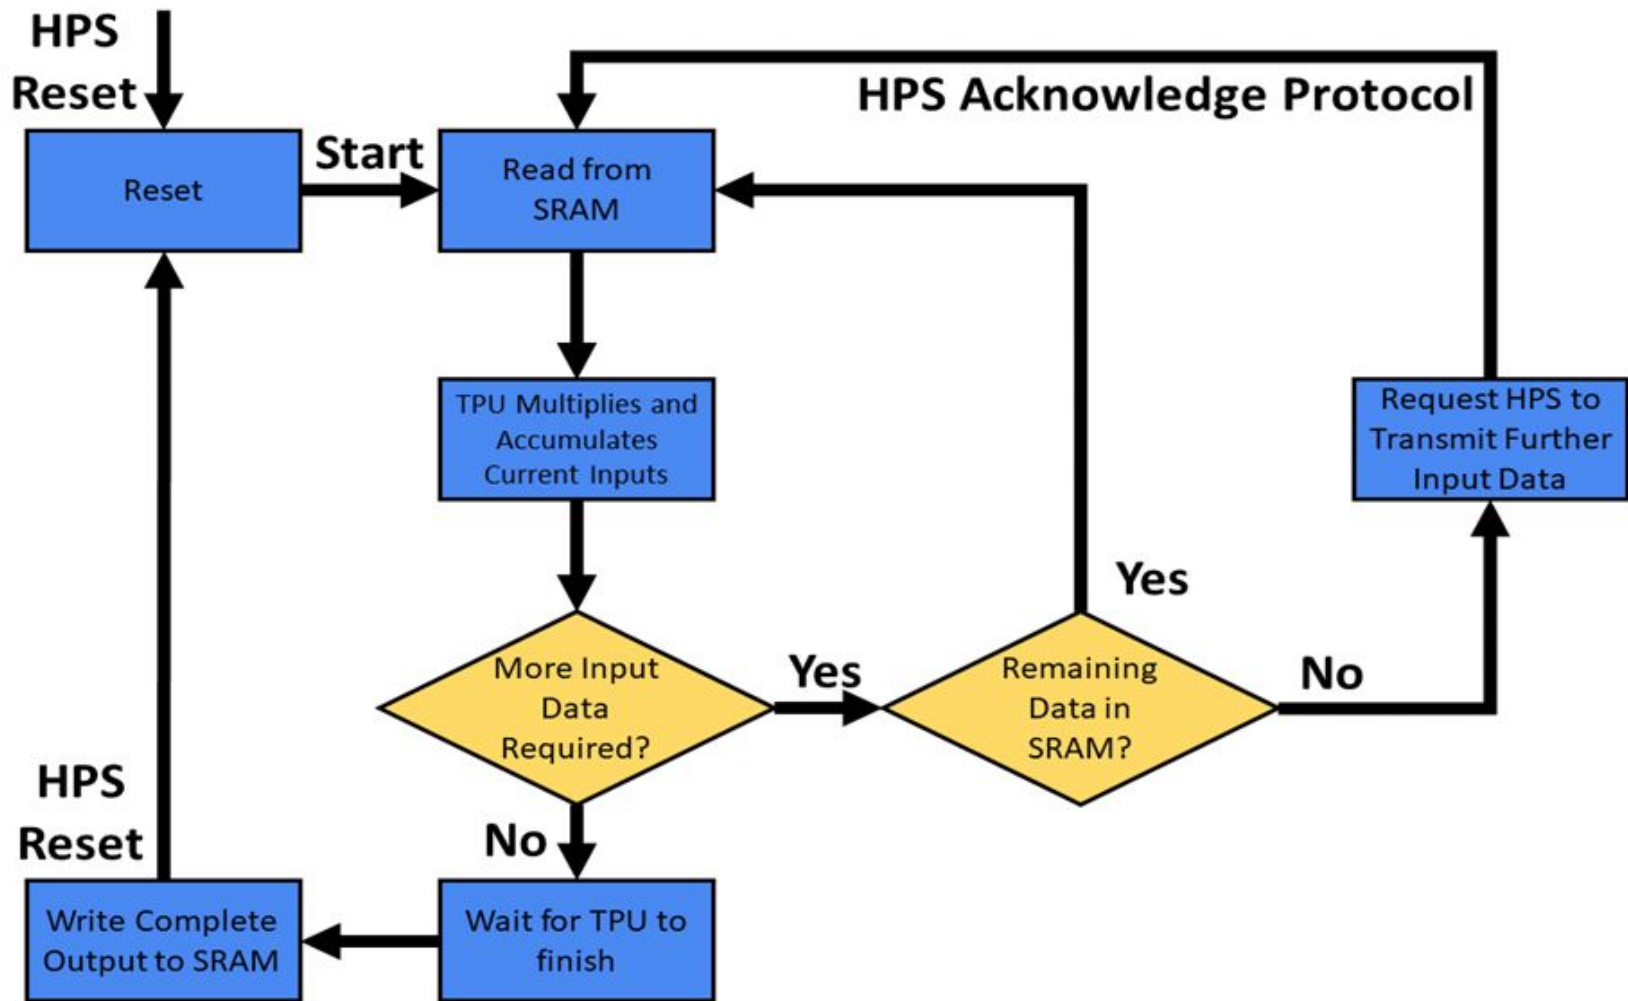 HPS
Reset
HPS Acknowledge Protocol
Start
Reset
Read from
SRAM
TPU Multiplies and
Accumulates
Current Inputs
Request HPS to
Transmit Further
Input Data
Yes
More Input
Data
Required?
Yes
Remaining
Data in
SRAM?
No
HPS
Reset
No
Write Complete
Output to SRAM
Wait for TPU to
finish